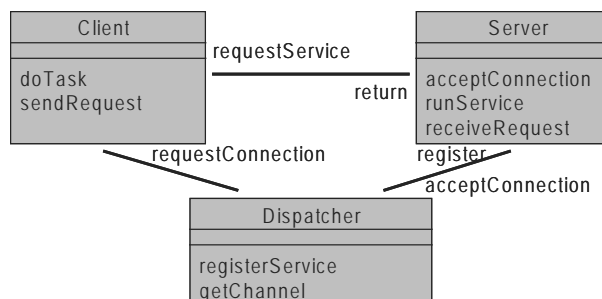 Client
doTask
sendRequest
requestService
return
Server
acceptConnection
runService
receiveRequest
requestConnection
register
acceptConnection
Dispatcher
registerService
getChannel